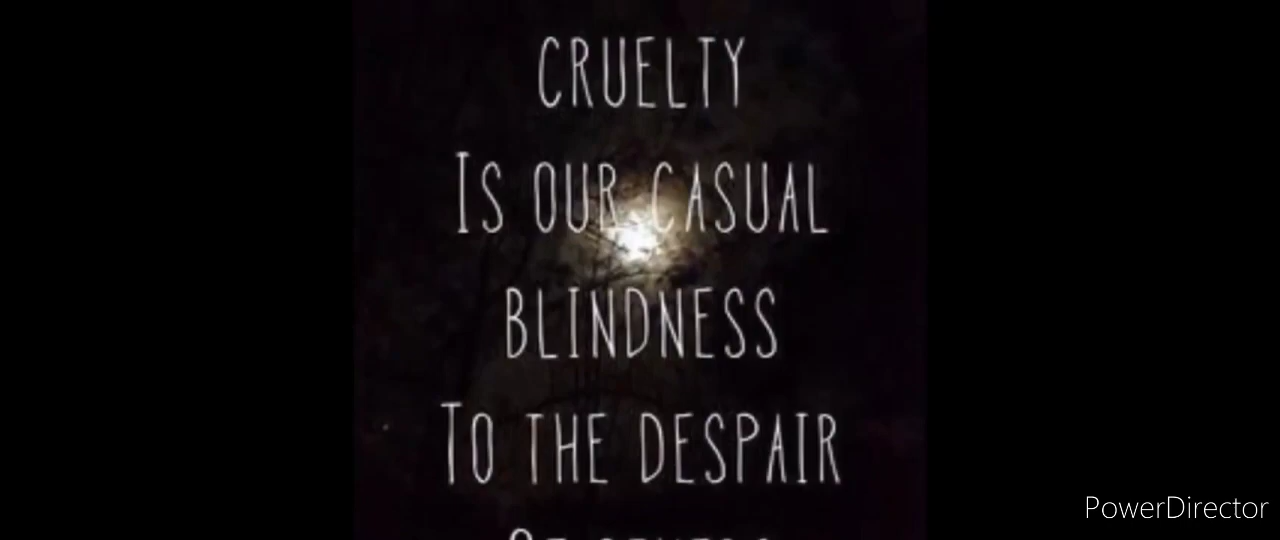 CRUELTY
IS OUR CASUAL
BLINDNESS
TO THE DESPAIR
PowerDirector